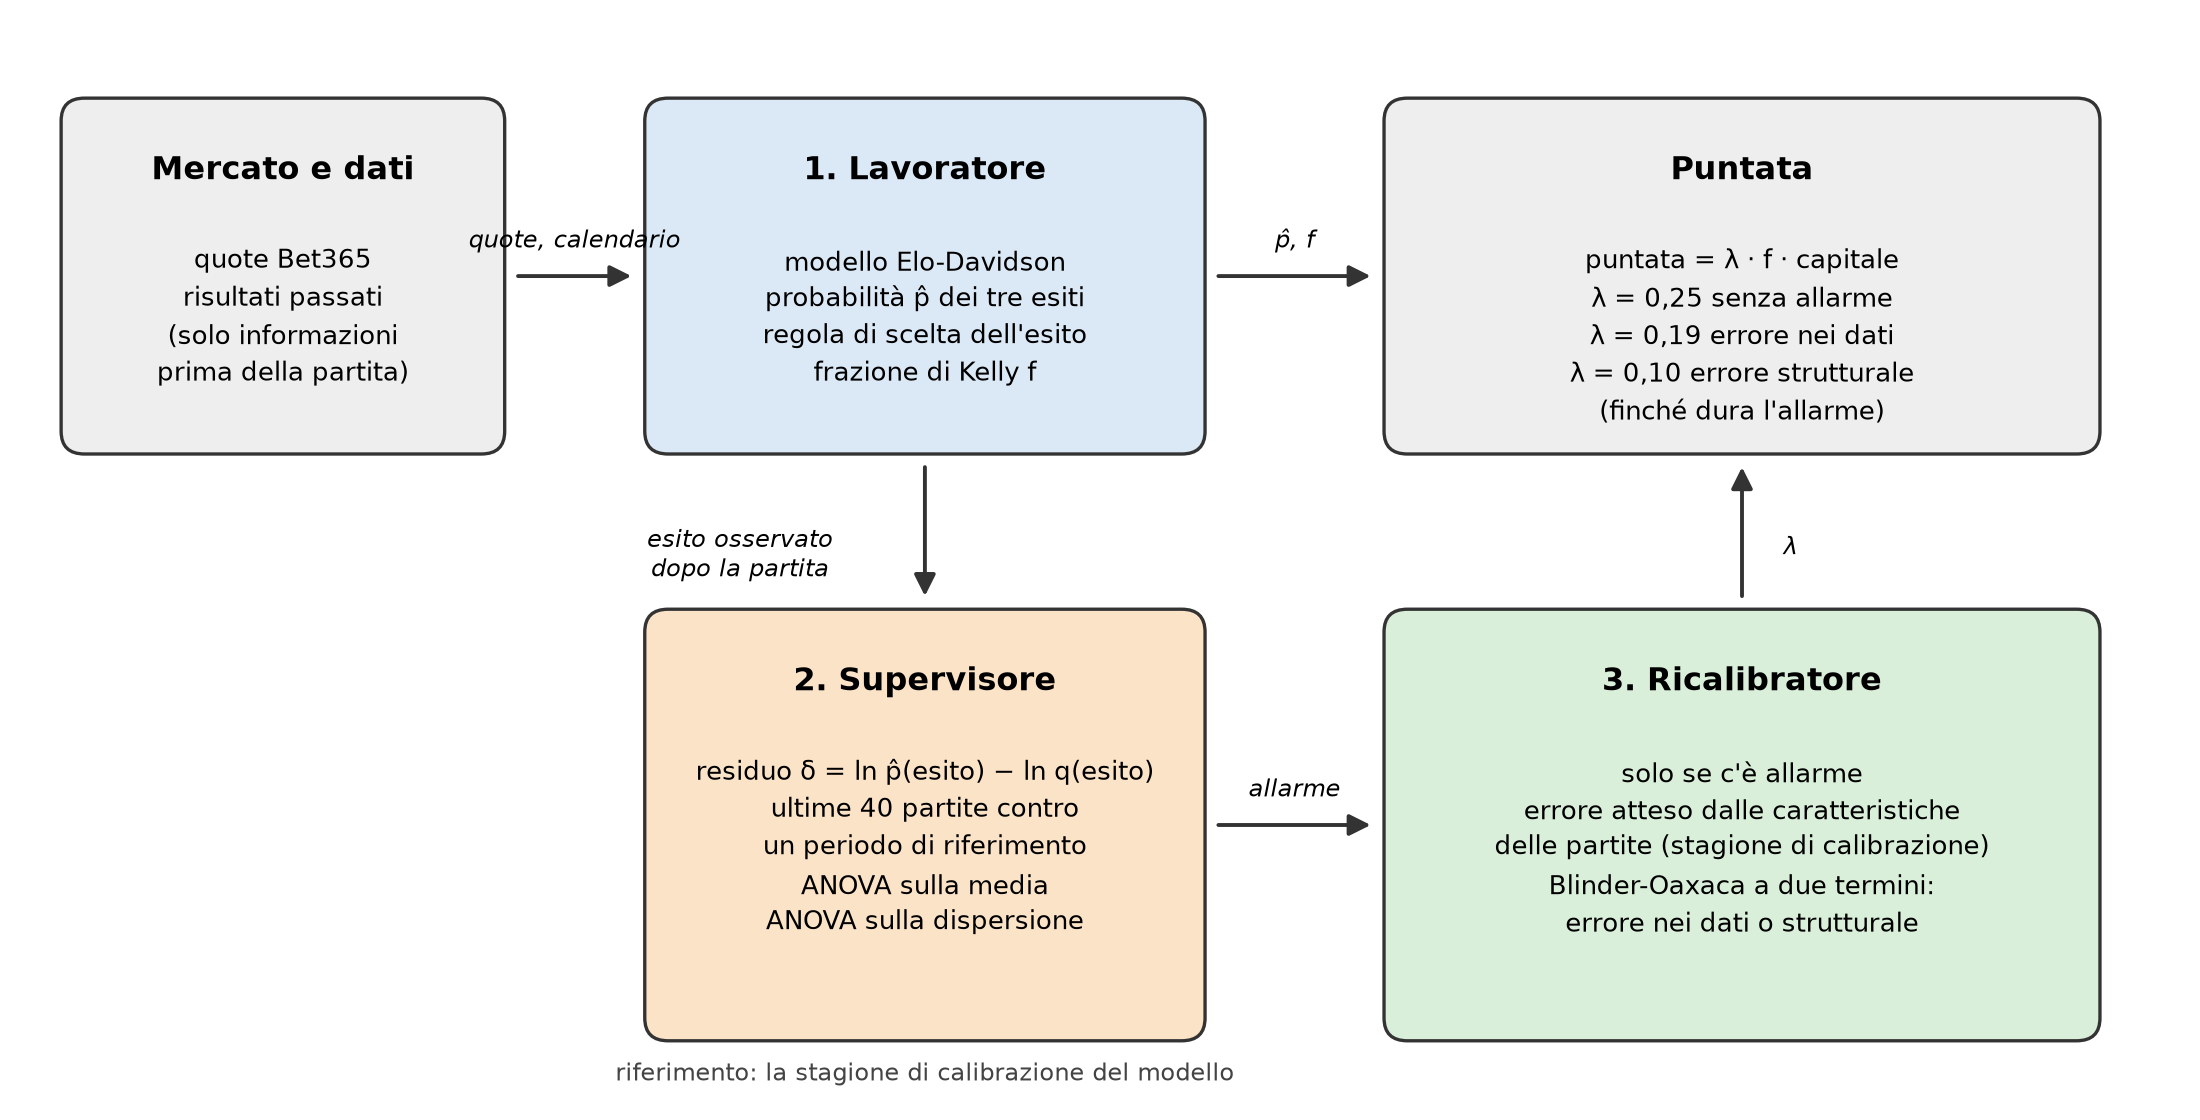 Mercato e dati
quote Bet365
risultati passati
(solo informazioni
prima della partita)
quote, calendario
1. Lavoratore
modello Elo-Davidson
probabilità p̂ dei tre esiti
regola di scelta dell'esito
frazione di Kelly f
p̂, f
Puntata
puntata = λ · f · capitale
λ = 0,25 senza allarme
λ = 0,19 errore nei dati
λ = 0,10 errore strutturale
(finché dura l'allarme)
esito osservato
dopo la partita
λ
2. Supervisore
residuo δ = ln p̂(esito) − ln q(esito)
ultime 40 partite contro
un periodo di riferimento
ANOVA sulla media
ANOVA sulla dispersione
allarme
3. Ricalibratore
solo se c'è allarme
errore atteso dalle caratteristiche
delle partite (stagione di calibrazione)
Blinder-Oaxaca a due termini:
errore nei dati o strutturale
riferimento: la stagione di calibrazione del modello